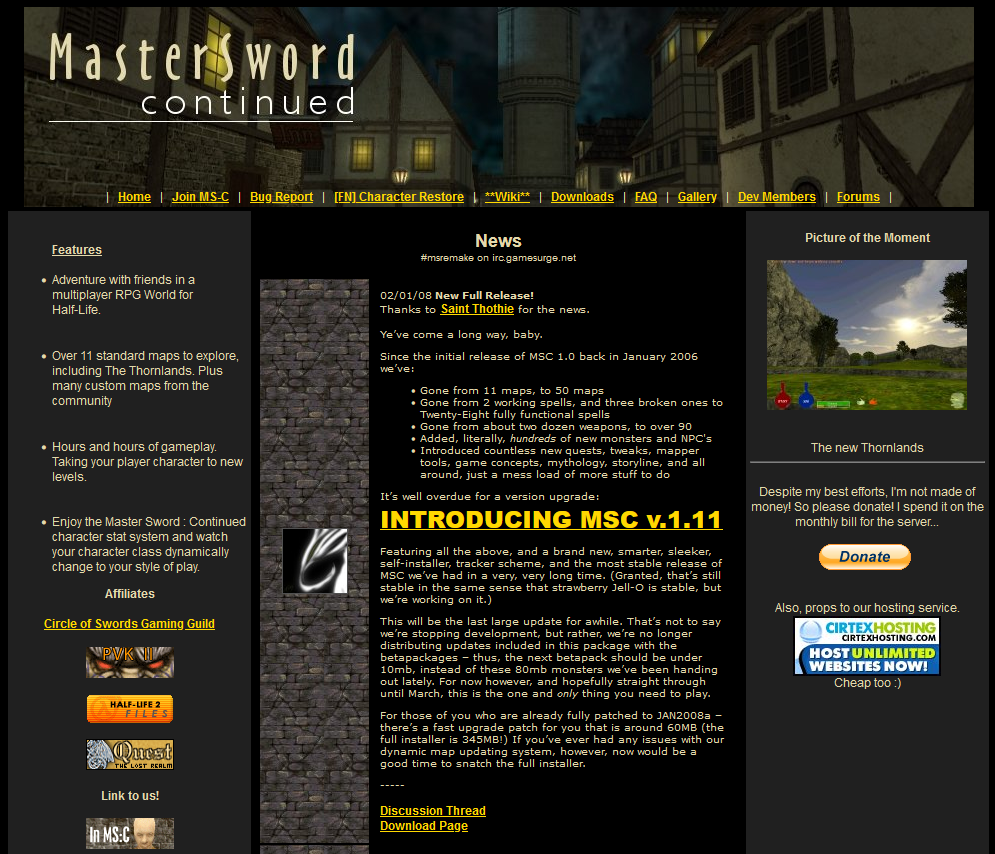 MasterSword
continued
| Home | Join MS-C | Bug Report | [FN] Character Restore | **Wiki** | Downloads | FAQ | Gallery | Dev Members | Forums |
Features
• Adventure with friends in a
multiplayer RPG World for
Half-Life.
• Over 11 standard maps to explore,
including The Thornlands. Plus
many custom maps from the
community
• Hours and hours of gameplay.
Taking your player character to new
levels.
• Enjoy the Master Sword : Continued
character stat system and watch
your character class dynamically
change to your style of play.
Affiliates
Circle of Swords Gaming Guild
PVK II
HALF-LIFE 2
FILES
Quest
THE LOST REALM
Link to us!
In MS:C
News
#msremake on irc.gamesurge.net
02/01/08 New Full Release!
Thanks to Saint Thothie for the news.
Ye've come a long way, baby.
Since the initial release of MSC 1.0 back in January 2006
we've:
• Gone from 11 maps, to 50 maps
• Gone from 2 working spells, and three broken ones to
Twenty-Eight fully functional spells
• Gone from about two dozen weapons, to over 90
• Added, literally, hundreds of new monsters and NPC's
• Introduced countless new quests, tweaks, mapper
tools, game concepts, mythology, storyline, and all
around, just a mess load of more stuff to do
It's well overdue for a version upgrade:
INTRODUCING MSC v.1.11
Featuring all the above, and a brand new, smarter, sleeker,
self-installer, tracker scheme, and the most stable release of
MSC we've had in a very, very long time. (Granted, that's still
stable in the same sense that strawberry Jell-O is stable, but
we're working on it.)
This will be the last large update for awhile. That's not to say
we're stopping development, but rather, we're no longer
distributing updates included in this package with the
betapackages – thus, the next betapack should be under
10mb, instead of these 80mb monsters we've been handing
out lately. For now however, and hopefully straight through
until March, this is the one and only thing you need to play.
For those of you who are already fully patched to JAN2008a –
there's a fast upgrade patch for you that is around 60MB (the
full installer is 345MB!) If you've ever had any issues with our
dynamic map updating system, however, now would be a
good time to snatch the full installer.
-----
Discussion Thread
Download Page
Picture of the Moment
The new Thornlands
Despite my best efforts, I'm not made of
money! So please donate! I spend it on the
monthly bill for the server...
Donate
Also, props to our hosting service.
CIRTEXHOSTING
CIRTEXHOSTING.COM
HOST UNLIMITED
WEBSITES NOW!
Cheap too :)